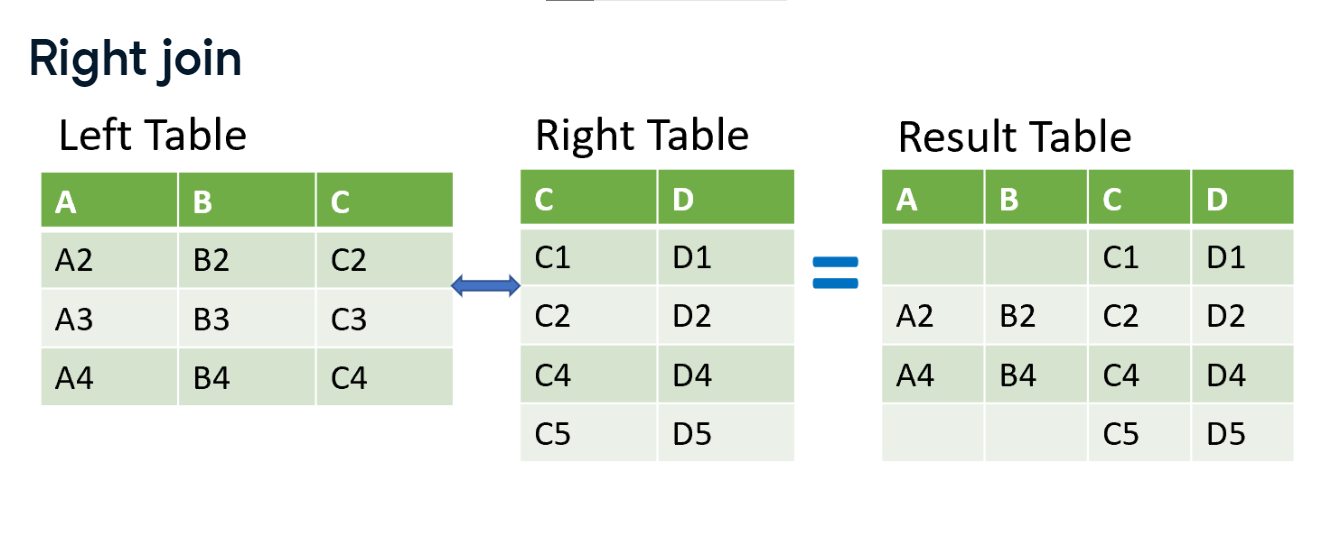 Right join
Left Table
A B C
A2 B2 C2
A3 B3 C3
A4 B4 C4
Right Table
C D
C1 D1
C2 D2
C4 D4
C5 D5
=
Result Table
A B C D
C1 D1
A2 B2 C2 D2
A4 B4 C4 D4
C5 D5